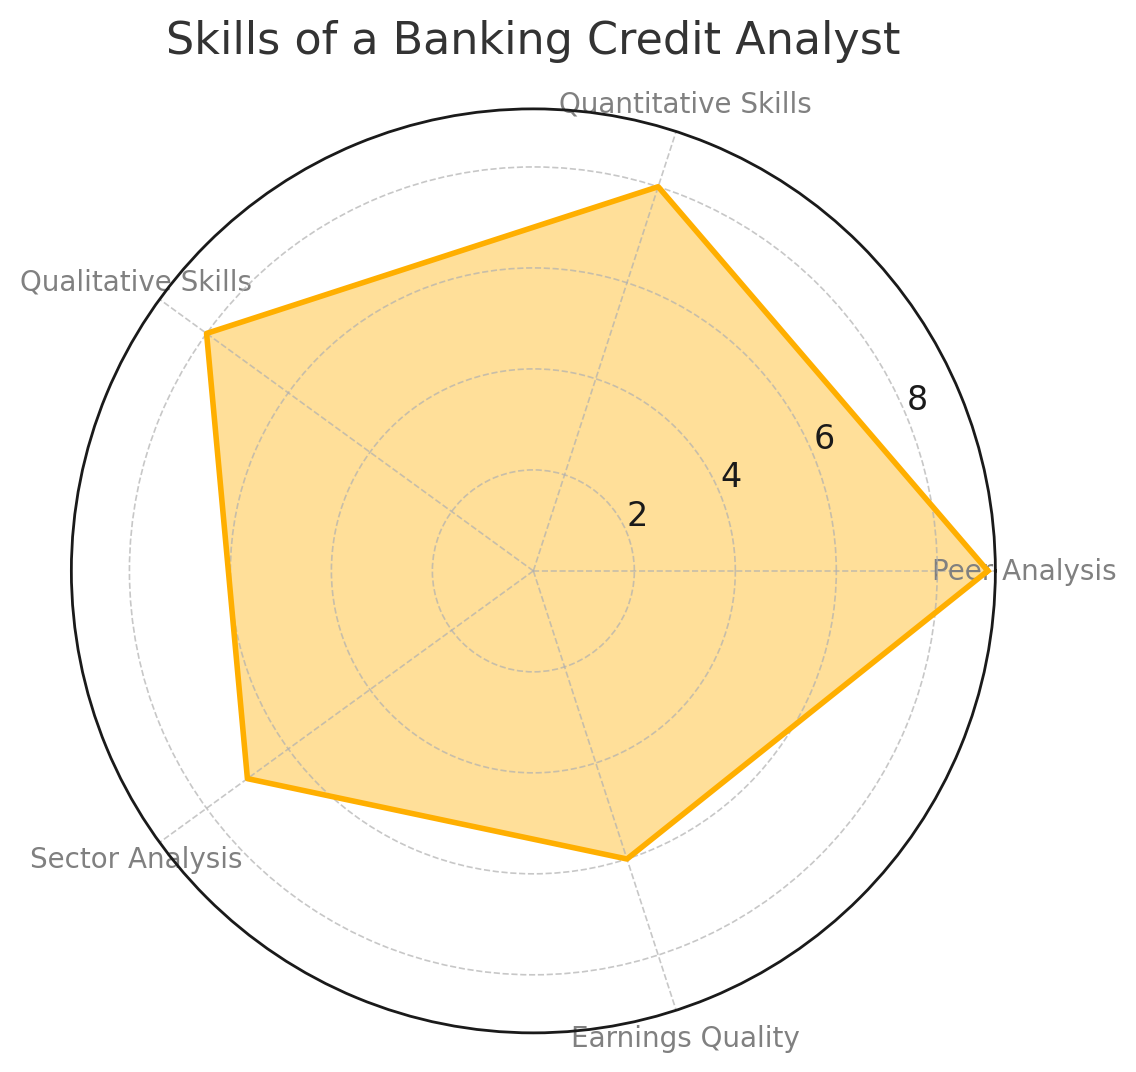 Skills of a Banking Credit Analyst
Quantitative Skills
Qualitative Skills
8
6
4
2
Peer Analysis
Sector Analysis
Earnings Quality